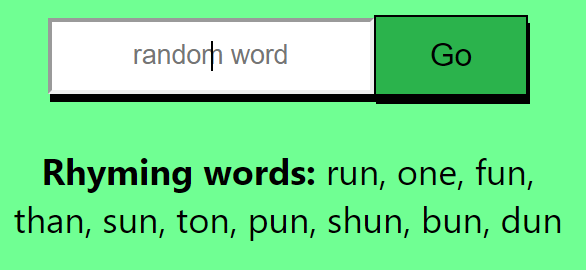 random word Go
Rhyming words: run, one, fun,
than, sun, ton, pun, shun, bun, dun